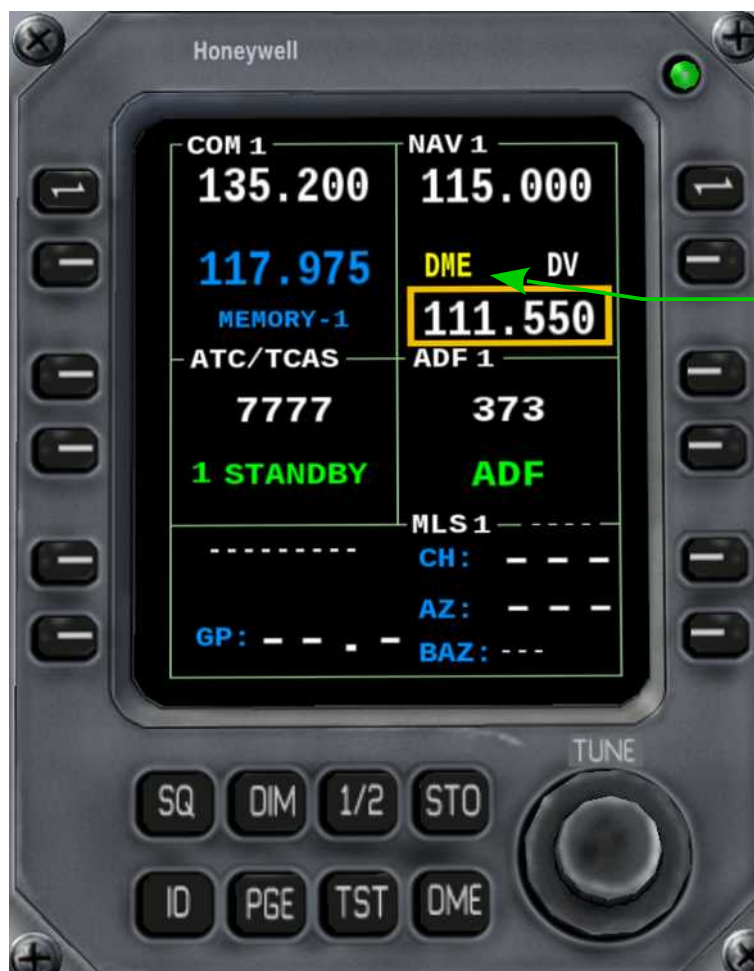 Honeywell
COM 1
135.200
117.975
MEMORY-1
NAV 1
115.000
DME DV
111.550
ATC/TCAS
7777
1 STANDBY
ADF 1
373
ADF
---------
GP: – – . –
MLS 1 -----
CH: – – –
AZ: – – –
BAZ: ---
TUNE
SQ DIM 1/2 STO
ID PGE TST DME